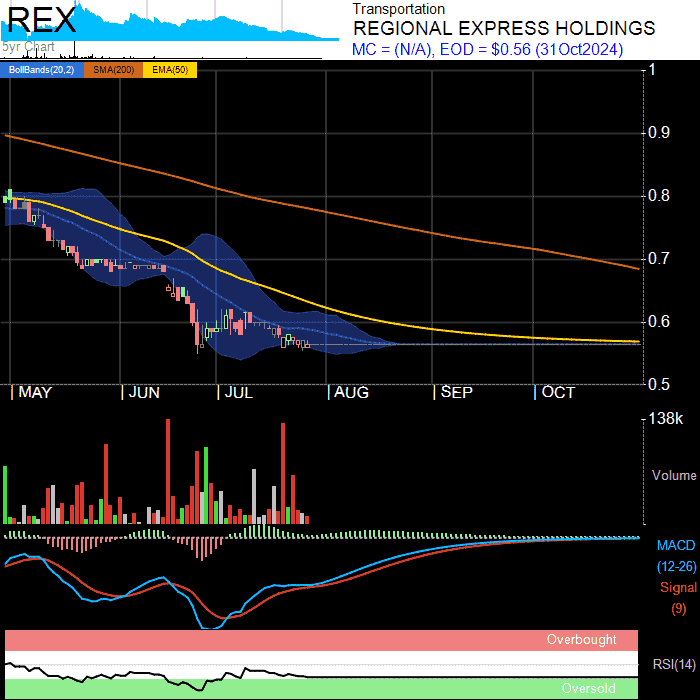 REX
5yr Chart
Transportation
REGIONAL EXPRESS HOLDINGS
MC = (N/A), EOD = $0.56 (31Oct2024)
BollBands(20,2) SMA(200) EMA(50)
1
0.9
0.8
0.7
0.6
0.5
MAY JUN JUL AUG SEP OCT
138k
Volume
MACD
(12-26)
Signal
(9)
Overbought
RSI(14)
Oversold